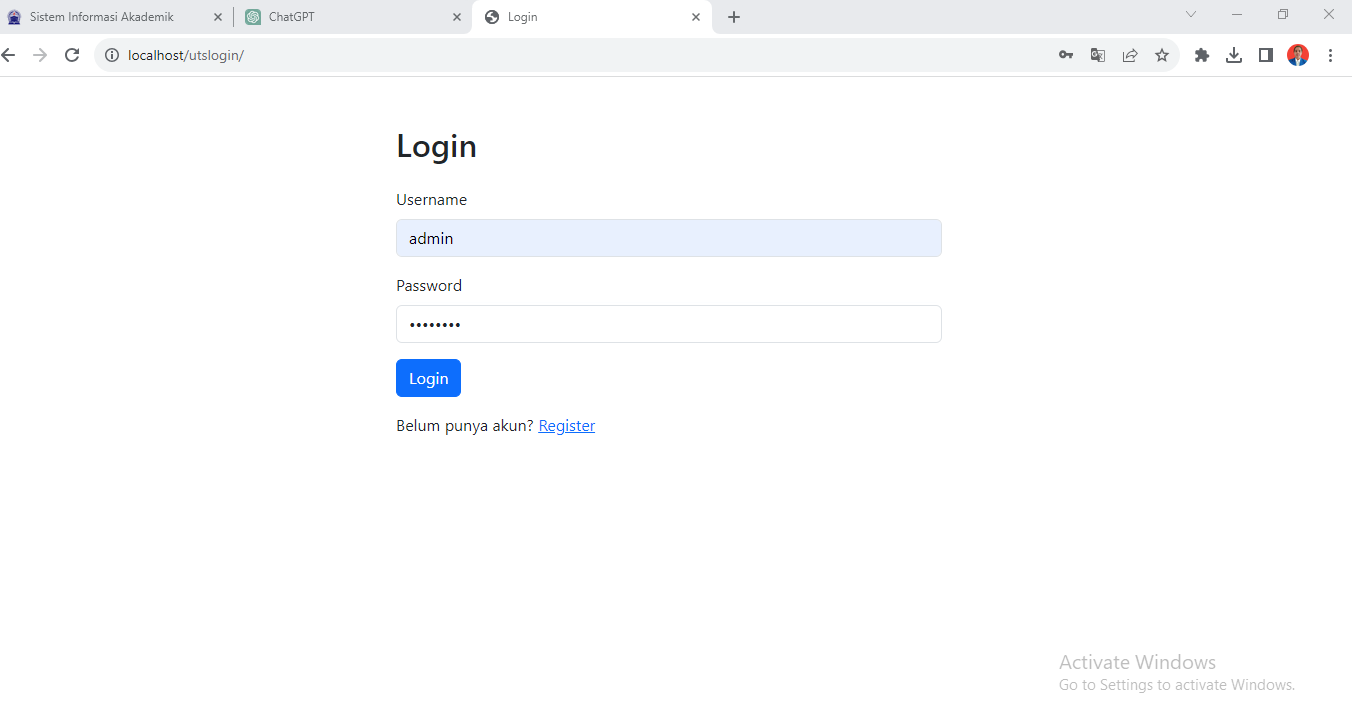 Sistem Informasi Akademik
ChatGPT
Login
localhost/utslogin/
Login
Username
admin
Password
••••••••
Login
Belum punya akun? Register
Activate Windows
Go to Settings to activate Windows.